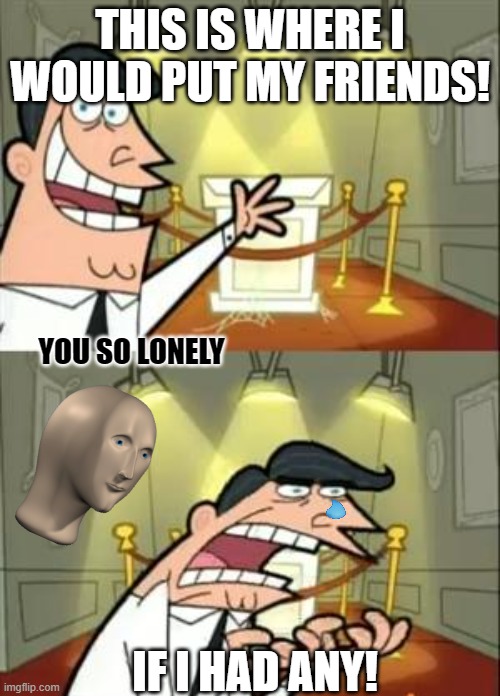 THIS IS WHERE I
WOULD PUT MY FRIENDS!
YOU SO LONELY
IF I HAD ANY!
imgflip.com